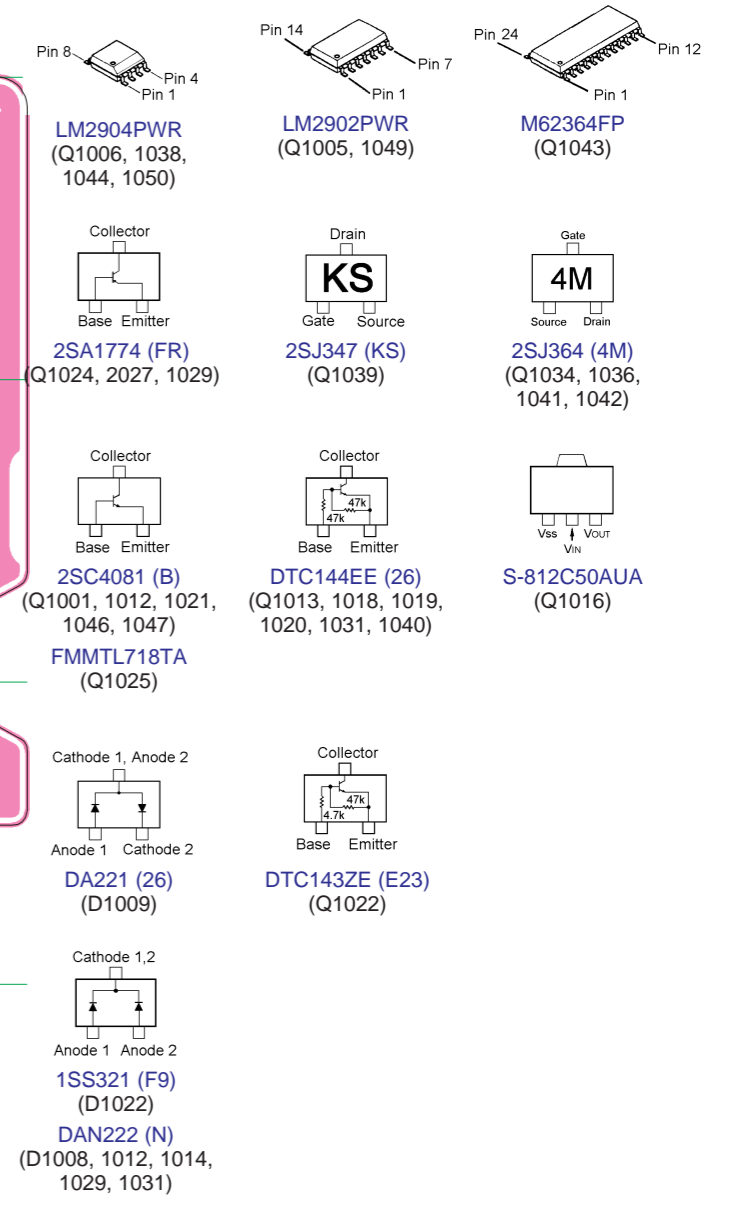 Pin 8
Pin 4
Pin 1
LM2904PWR
(Q1006, 1038,
1044, 1050)
Pin 14
Pin 7
Pin 1
LM2902PWR
(Q1005, 1049)
Pin 24
Pin 12
Pin 1
M62364FP
(Q1043)
Collector
Base Emitter
2SA1774 (FR)
(Q1024, 2027, 1029)
Drain
KS
Gate Source
2SJ347 (KS)
(Q1039)
Gate
4M
Source Drain
2SJ364 (4M)
(Q1034, 1036,
1041, 1042)
Collector
Base Emitter
2SC4081 (B)
(Q1001, 1012, 1021,
1046, 1047)
FMMTL718TA
(Q1025)
Collector
47k
47k
Base Emitter
DTC144EE (26)
(Q1013, 1018, 1019,
1020, 1031, 1040)
Vss VOUT
VIN
S-812C50AUA
(Q1016)
Cathode 1, Anode 2
Anode 1 Cathode 2
DA221 (26)
(D1009)
Collector
47k
4.7k
Base Emitter
DTC143ZE (E23)
(Q1022)
Cathode 1,2
Anode 1 Anode 2
1SS321 (F9)
(D1022)
DAN222 (N)
(D1008, 1012, 1014,
1029, 1031)